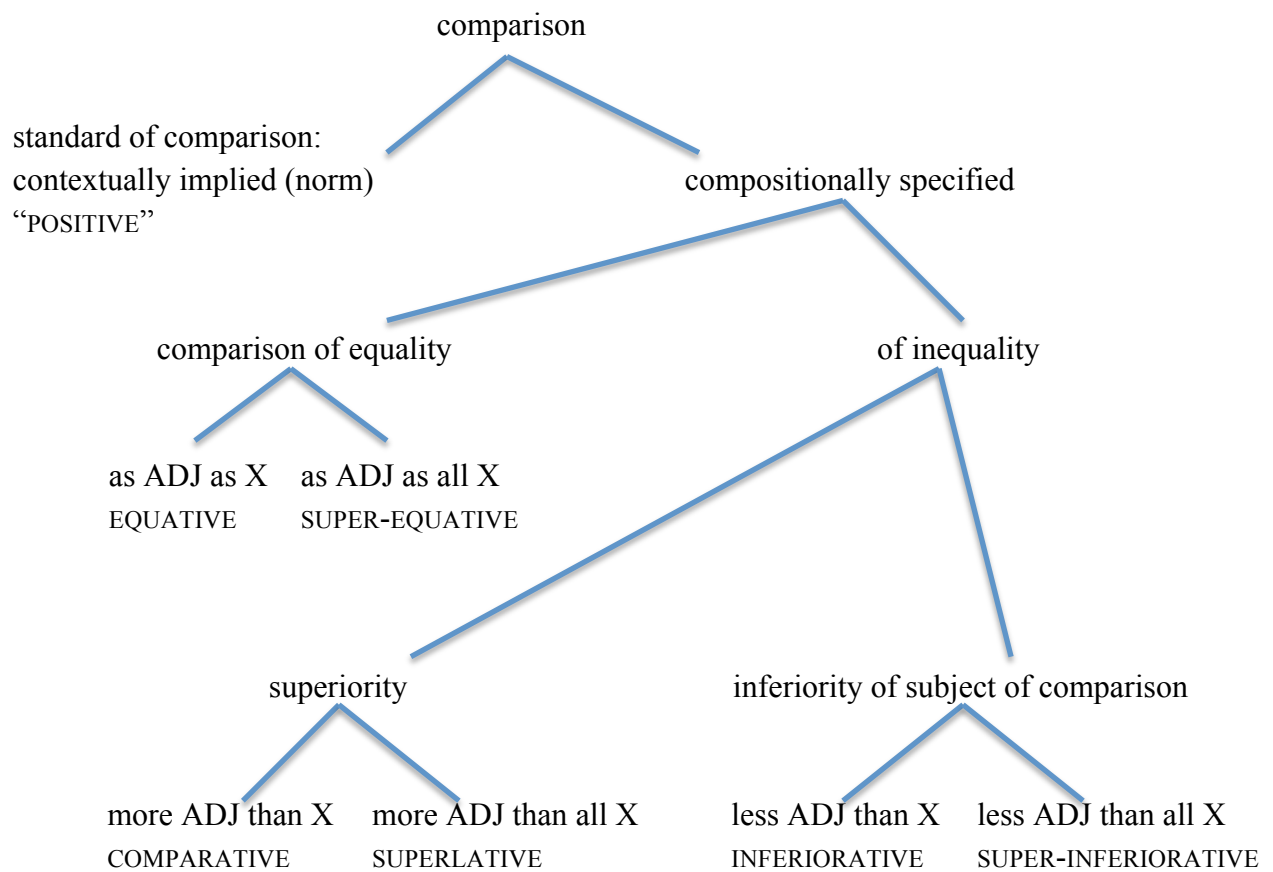 comparison
standard of comparison:
contextually implied (norm)
“POSITIVE”
compositionally specified
comparison of equality
of inequality
as ADJ as X
EQUATIVE
as ADJ as all X
SUPER-EQUATIVE
superiority
inferiority of subject of comparison
more ADJ than X
COMPARATIVE
more ADJ than all X
SUPERLATIVE
less ADJ than X
INFERIORATIVE
less ADJ than all X
SUPER-INFERIORATIVE